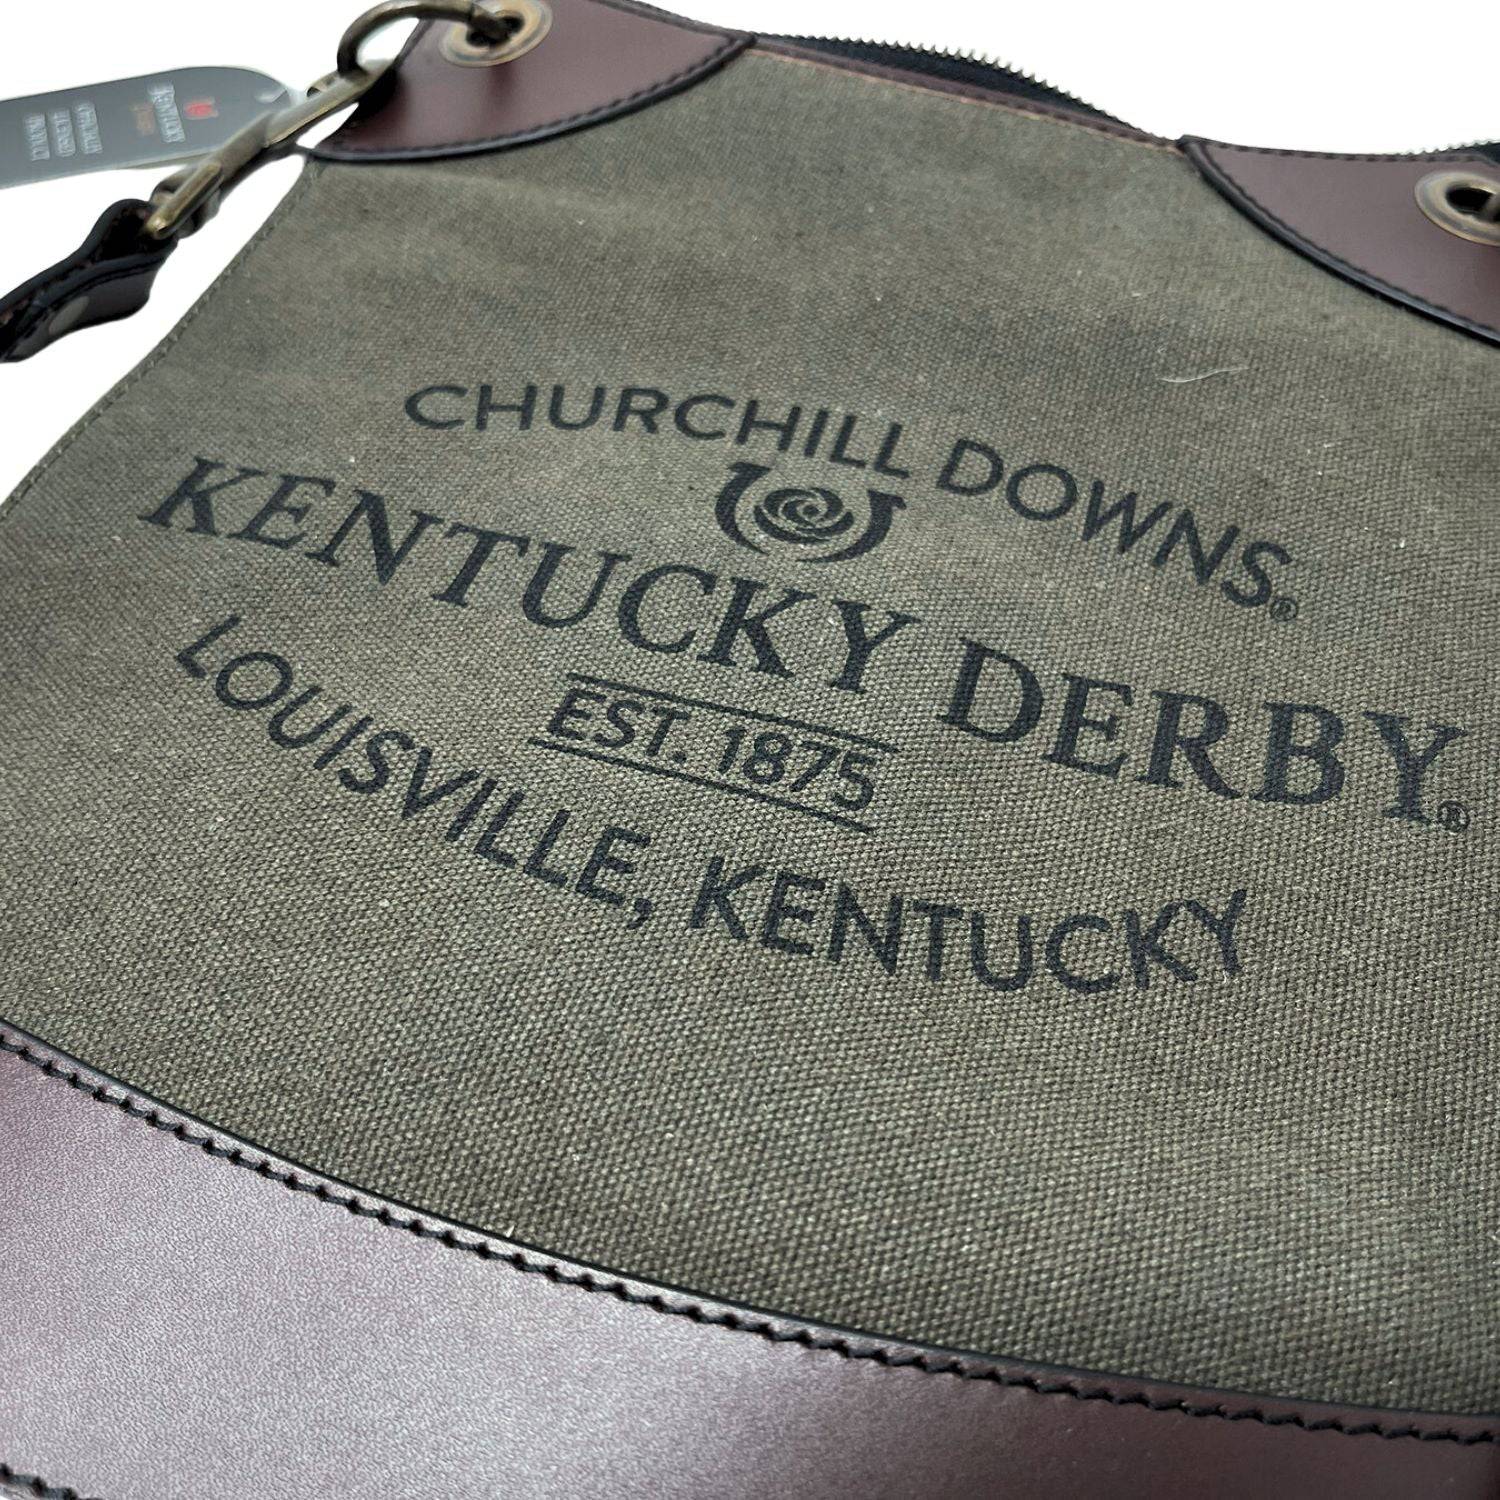 CHURCHILL DOWNS®
KENTUCKY DERBY®
EST. 1875
LOUISVILLE, KENTUCKY